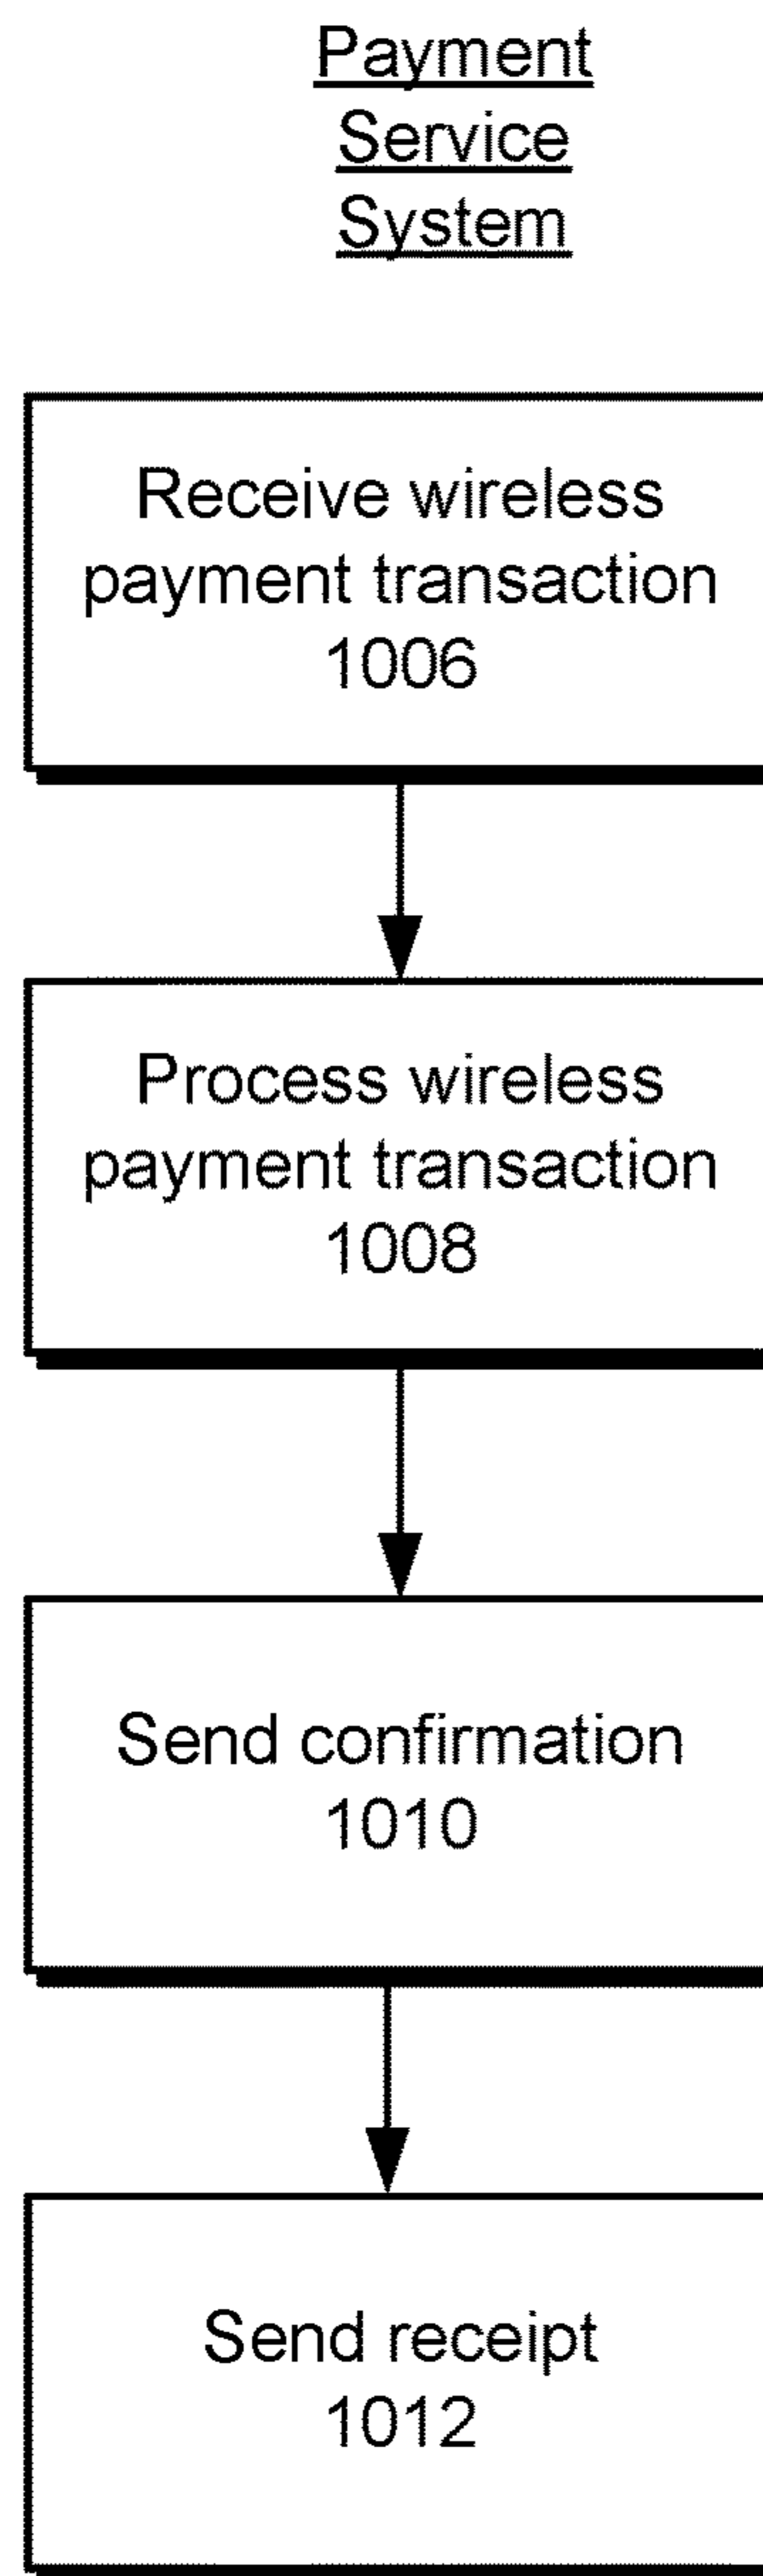 Payment
Service
System
Receive wireless
payment transaction
1006
Process wireless
payment transaction
1008
Send confirmation
1010
Send receipt
1012